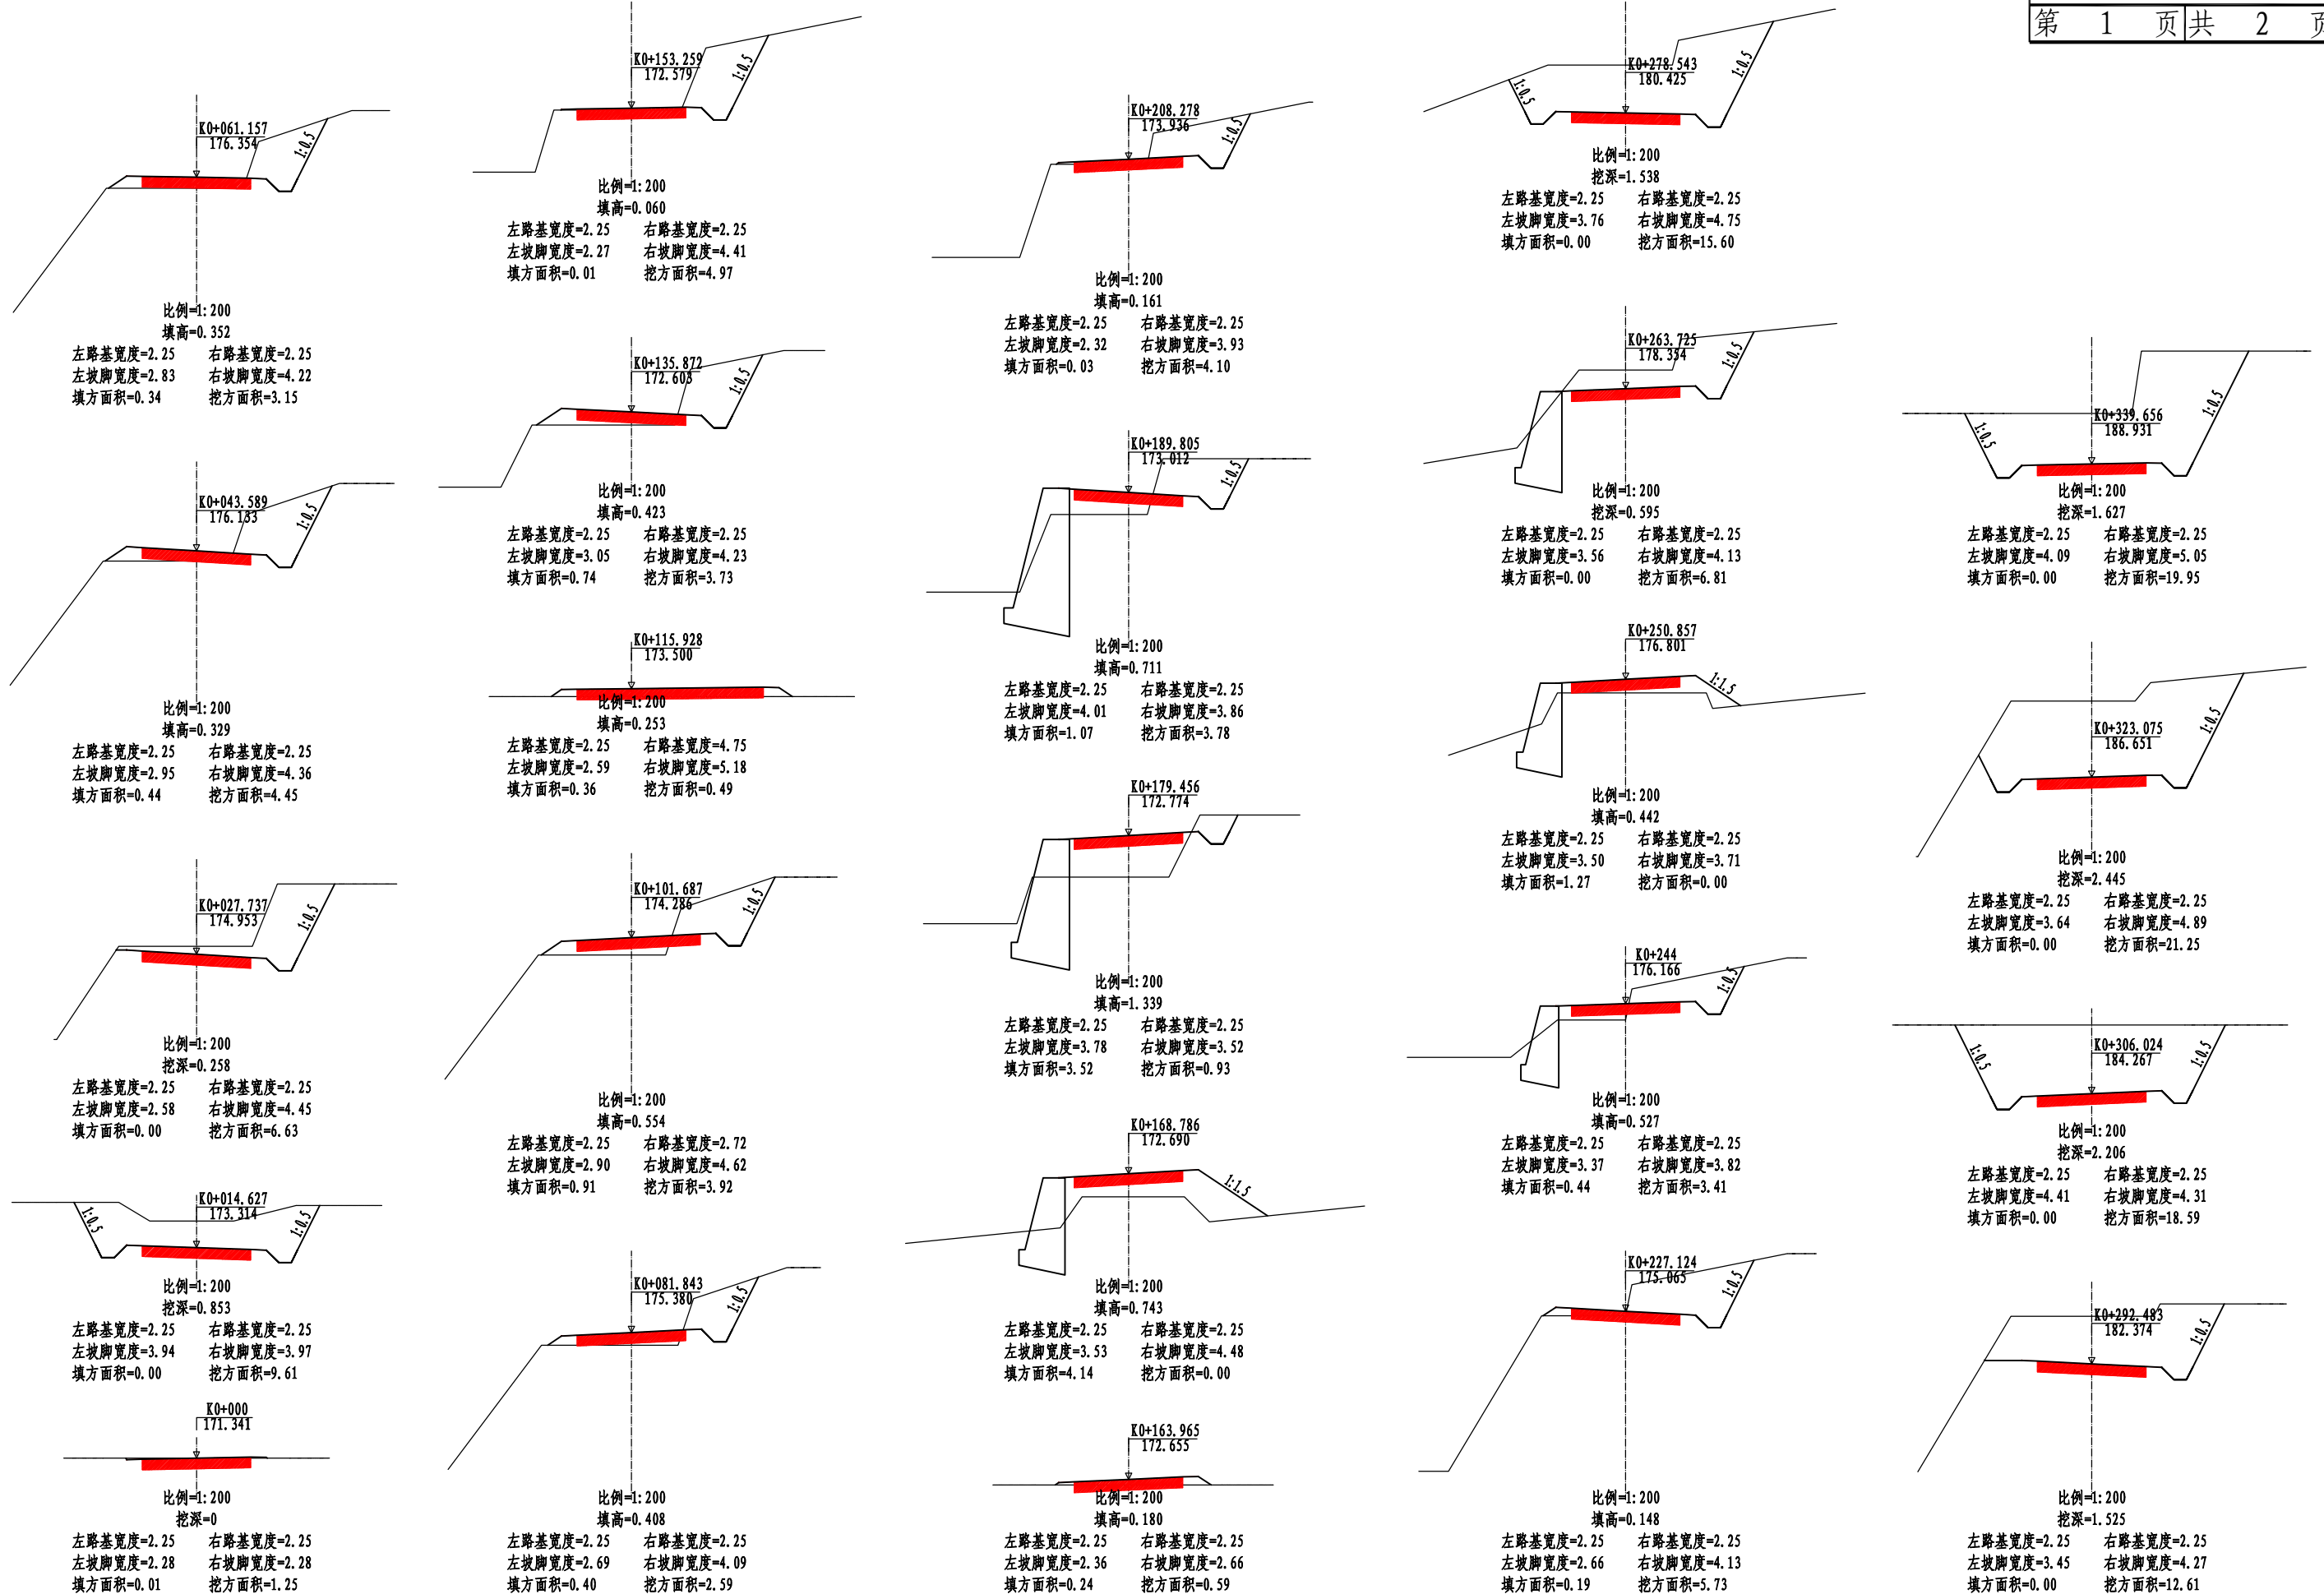 第 1 页 共 2 页
K0+061.157
176.354
1:0.5
比例=1:200
填高=0.352
左路基宽度=2.25 右路基宽度=2.25
左坡脚宽度=2.83 右坡脚宽度=4.22
填方面积=0.34 挖方面积=3.15
K0+043.589
176.133
1:0.5
比例=1:200
填高=0.329
左路基宽度=2.25 右路基宽度=2.25
左坡脚宽度=2.95 右坡脚宽度=4.36
填方面积=0.44 挖方面积=4.45
K0+027.737
174.953
1:0.5
比例=1:200
挖深=0.258
左路基宽度=2.25 右路基宽度=2.25
左坡脚宽度=2.58 右坡脚宽度=4.45
填方面积=0.00 挖方面积=6.63
K0+014.627
173.314
1:0.5 1:0.5
比例=1:200
挖深=0.853
左路基宽度=2.25 右路基宽度=2.25
左坡脚宽度=3.94 右坡脚宽度=3.97
填方面积=0.00 挖方面积=9.61
K0+000
171.341
比例=1:200
挖深=0
左路基宽度=2.25 右路基宽度=2.25
左坡脚宽度=2.28 右坡脚宽度=2.28
填方面积=0.01 挖方面积=1.25
K0+153.259
172.579
1:0.5
比例=1:200
填高=0.060
左路基宽度=2.25 右路基宽度=2.25
左坡脚宽度=2.27 右坡脚宽度=4.41
填方面积=0.01 挖方面积=4.97
K0+135.872
172.603
1:0.5
比例=1:200
填高=0.423
左路基宽度=2.25 右路基宽度=2.25
左坡脚宽度=3.05 右坡脚宽度=4.23
填方面积=0.74 挖方面积=3.73
K0+115.928
173.500
比例=1:200
填高=0.253
左路基宽度=2.25 右路基宽度=4.75
左坡脚宽度=2.59 右坡脚宽度=5.18
填方面积=0.36 挖方面积=0.49
K0+101.687
174.286
1:0.5
比例=1:200
填高=0.554
左路基宽度=2.25 右路基宽度=2.72
左坡脚宽度=2.90 右坡脚宽度=4.62
填方面积=0.91 挖方面积=3.92
K0+081.843
175.380
1:0.5
比例=1:200
填高=0.408
左路基宽度=2.25 右路基宽度=2.25
左坡脚宽度=2.69 右坡脚宽度=4.09
填方面积=0.40 挖方面积=2.59
K0+208.278
173.936
1:0.5
比例=1:200
填高=0.161
左路基宽度=2.25 右路基宽度=2.25
左坡脚宽度=2.32 右坡脚宽度=3.93
填方面积=0.03 挖方面积=4.10
K0+189.805
173.012
1:0.5
比例=1:200
填高=0.711
左路基宽度=2.25 右路基宽度=2.25
左坡脚宽度=4.01 右坡脚宽度=3.86
填方面积=1.07 挖方面积=3.78
K0+179.456
172.774
比例=1:200
填高=1.339
左路基宽度=2.25 右路基宽度=2.25
左坡脚宽度=3.78 右坡脚宽度=3.52
填方面积=3.52 挖方面积=0.93
K0+168.786
172.690
1:1.5
比例=1:200
填高=0.743
左路基宽度=2.25 右路基宽度=2.25
左坡脚宽度=3.53 右坡脚宽度=4.48
填方面积=4.14 挖方面积=0.00
K0+163.965
172.655
比例=1:200
填高=0.180
左路基宽度=2.25 右路基宽度=2.25
左坡脚宽度=2.36 右坡脚宽度=2.66
填方面积=0.24 挖方面积=0.59
K0+278.543
180.425
1:0.5 1:0.5
比例=1:200
挖深=1.538
左路基宽度=2.25 右路基宽度=2.25
左坡脚宽度=3.76 右坡脚宽度=4.75
填方面积=0.00 挖方面积=15.60
K0+263.725
178.354
1:0.5
比例=1:200
挖深=0.595
左路基宽度=2.25 右路基宽度=2.25
左坡脚宽度=3.56 右坡脚宽度=4.13
填方面积=0.00 挖方面积=6.81
K0+250.857
176.801
1:1.5
比例=1:200
填高=0.442
左路基宽度=2.25 右路基宽度=2.25
左坡脚宽度=3.50 右坡脚宽度=3.71
填方面积=1.27 挖方面积=0.00
K0+244
176.166
1:0.5
比例=1:200
填高=0.527
左路基宽度=2.25 右路基宽度=2.25
左坡脚宽度=3.37 右坡脚宽度=3.82
填方面积=0.44 挖方面积=3.41
K0+227.124
175.065
1:0.5
比例=1:200
填高=0.148
左路基宽度=2.25 右路基宽度=2.25
左坡脚宽度=2.66 右坡脚宽度=4.13
填方面积=0.19 挖方面积=5.73
K0+339.656
188.931
1:0.5 1:0.5
比例=1:200
挖深=1.627
左路基宽度=2.25 右路基宽度=2.25
左坡脚宽度=4.09 右坡脚宽度=5.05
填方面积=0.00 挖方面积=19.95
K0+323.075
186.651
1:0.5
比例=1:200
挖深=2.445
左路基宽度=2.25 右路基宽度=2.25
左坡脚宽度=3.64 右坡脚宽度=4.89
填方面积=0.00 挖方面积=21.25
K0+306.024
184.267
1:0.5 1:0.5
比例=1:200
挖深=2.206
左路基宽度=2.25 右路基宽度=2.25
左坡脚宽度=4.41 右坡脚宽度=4.31
填方面积=0.00 挖方面积=18.59
K0+292.483
182.374
1:0.5
比例=1:200
挖深=1.525
左路基宽度=2.25 右路基宽度=2.25
左坡脚宽度=3.45 右坡脚宽度=4.27
填方面积=0.00 挖方面积=12.61